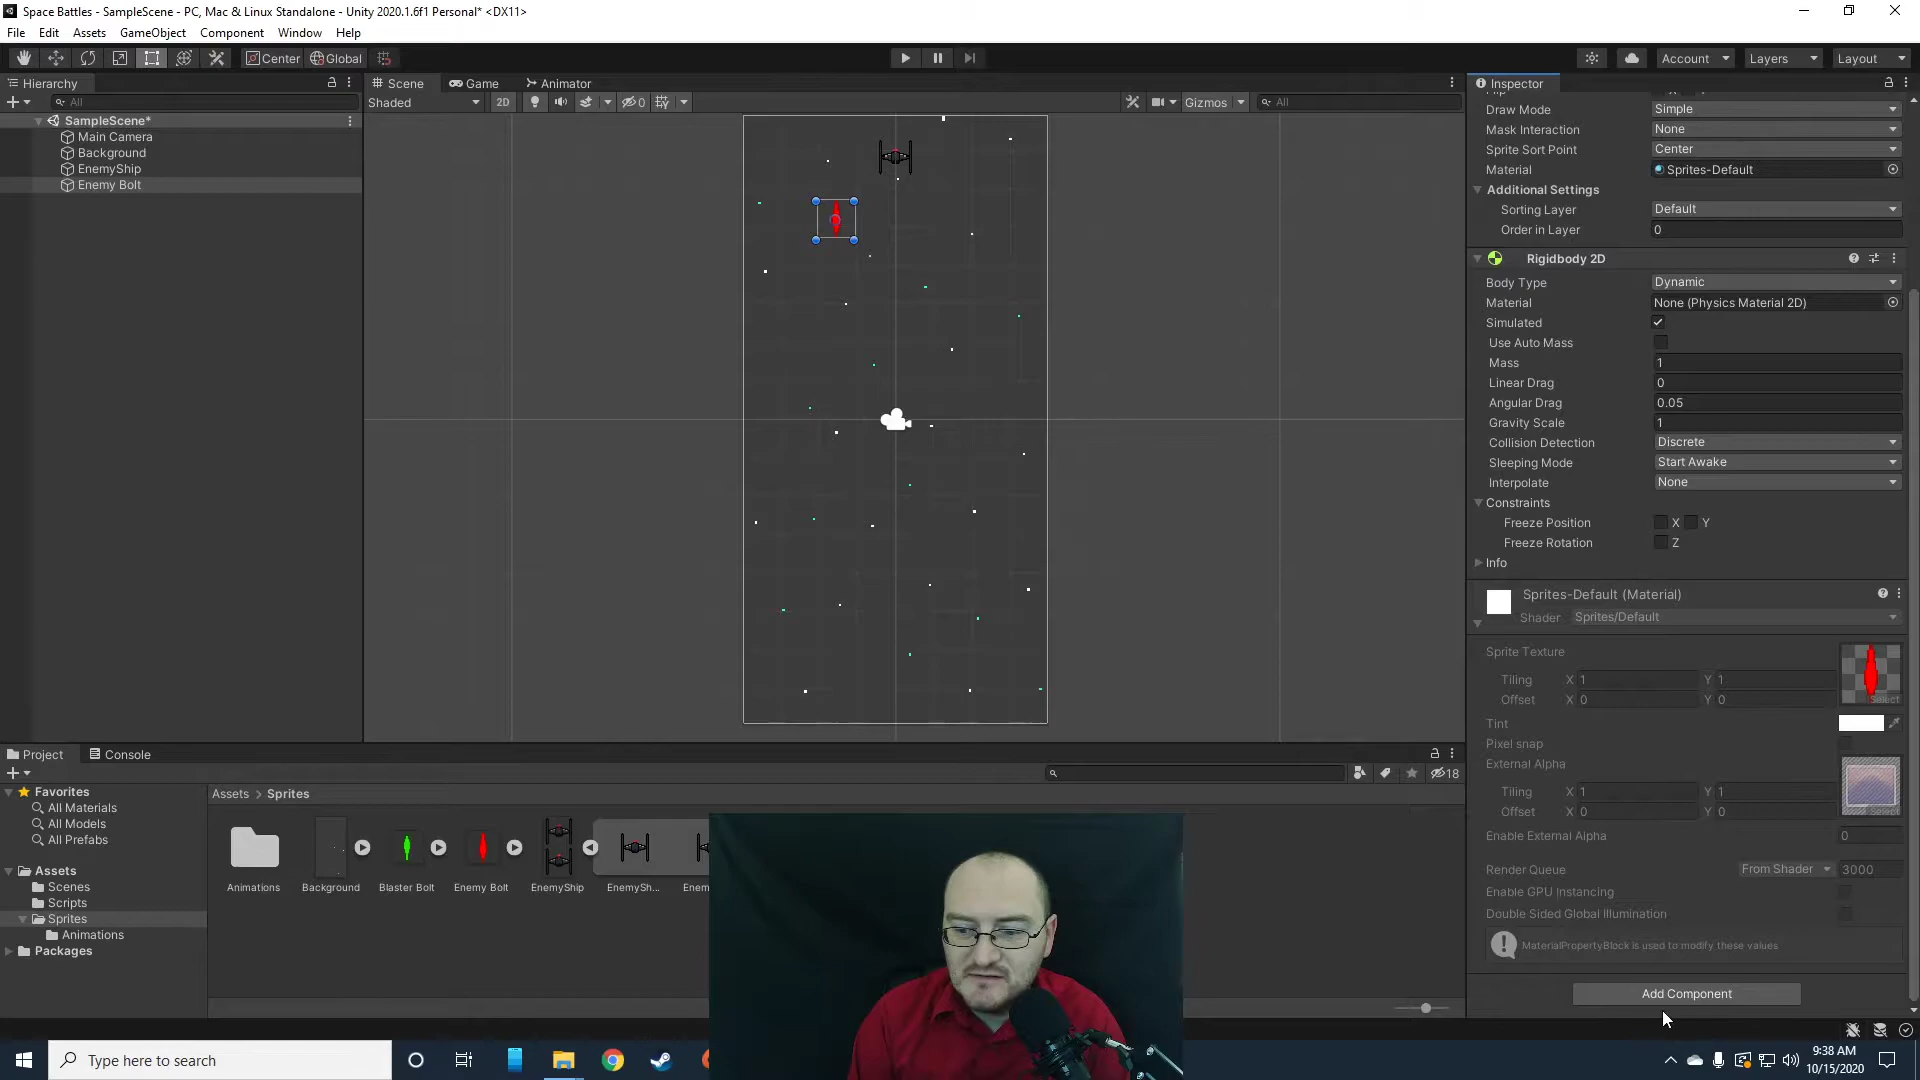 Space Battles - SampleScene - PC, Mac & Linux Standalone - Unity 2020.1.6f1 Personal* <DX11>
File Edit Assets GameObject Component Window Help
Center Global Account Layers Layout
Hierarchy
All
SampleScene*
Main Camera
Background
EnemyShip
Enemy Bolt
Scene Game Animator
Shaded 2D 0 Gizmos All
Inspector
Draw Mode Simple
Mask Interaction None
Sprite Sort Point Center
Material Sprites-Default
Additional Settings
Sorting Layer Default
Order in Layer 0
Rigidbody 2D
Body Type Dynamic
Material None (Physics Material 2D)
Simulated
Use Auto Mass
Mass 1
Linear Drag 0
Angular Drag 0.05
Gravity Scale 1
Collision Detection Discrete
Sleeping Mode Start Awake
Interpolate None
Constraints
Freeze Position X Y
Freeze Rotation Z
Info
Sprites-Default (Material)
Shader Sprites/Default
Sprite Texture
Tiling X 1 Y 1
Offset X 0 Y 0
Select
Tint
Pixel snap
External Alpha
Tiling X 1 Y 1
Offset X 0 Y 0
Select
Enable External Alpha 0
Render Queue From Shader 3000
Enable GPU Instancing
Double Sided Global Illumination
MaterialPropertyBlock is used to modify these values
Add Component
Project Console
18
Favorites
All Materials
All Models
All Prefabs
Assets
Scenes
Scripts
Sprites
Animations
Packages
Assets > Sprites
Animations Background Blaster Bolt Enemy Bolt EnemyShip EnemySh... Enem
Type here to search
9:38 AM
10/15/2020